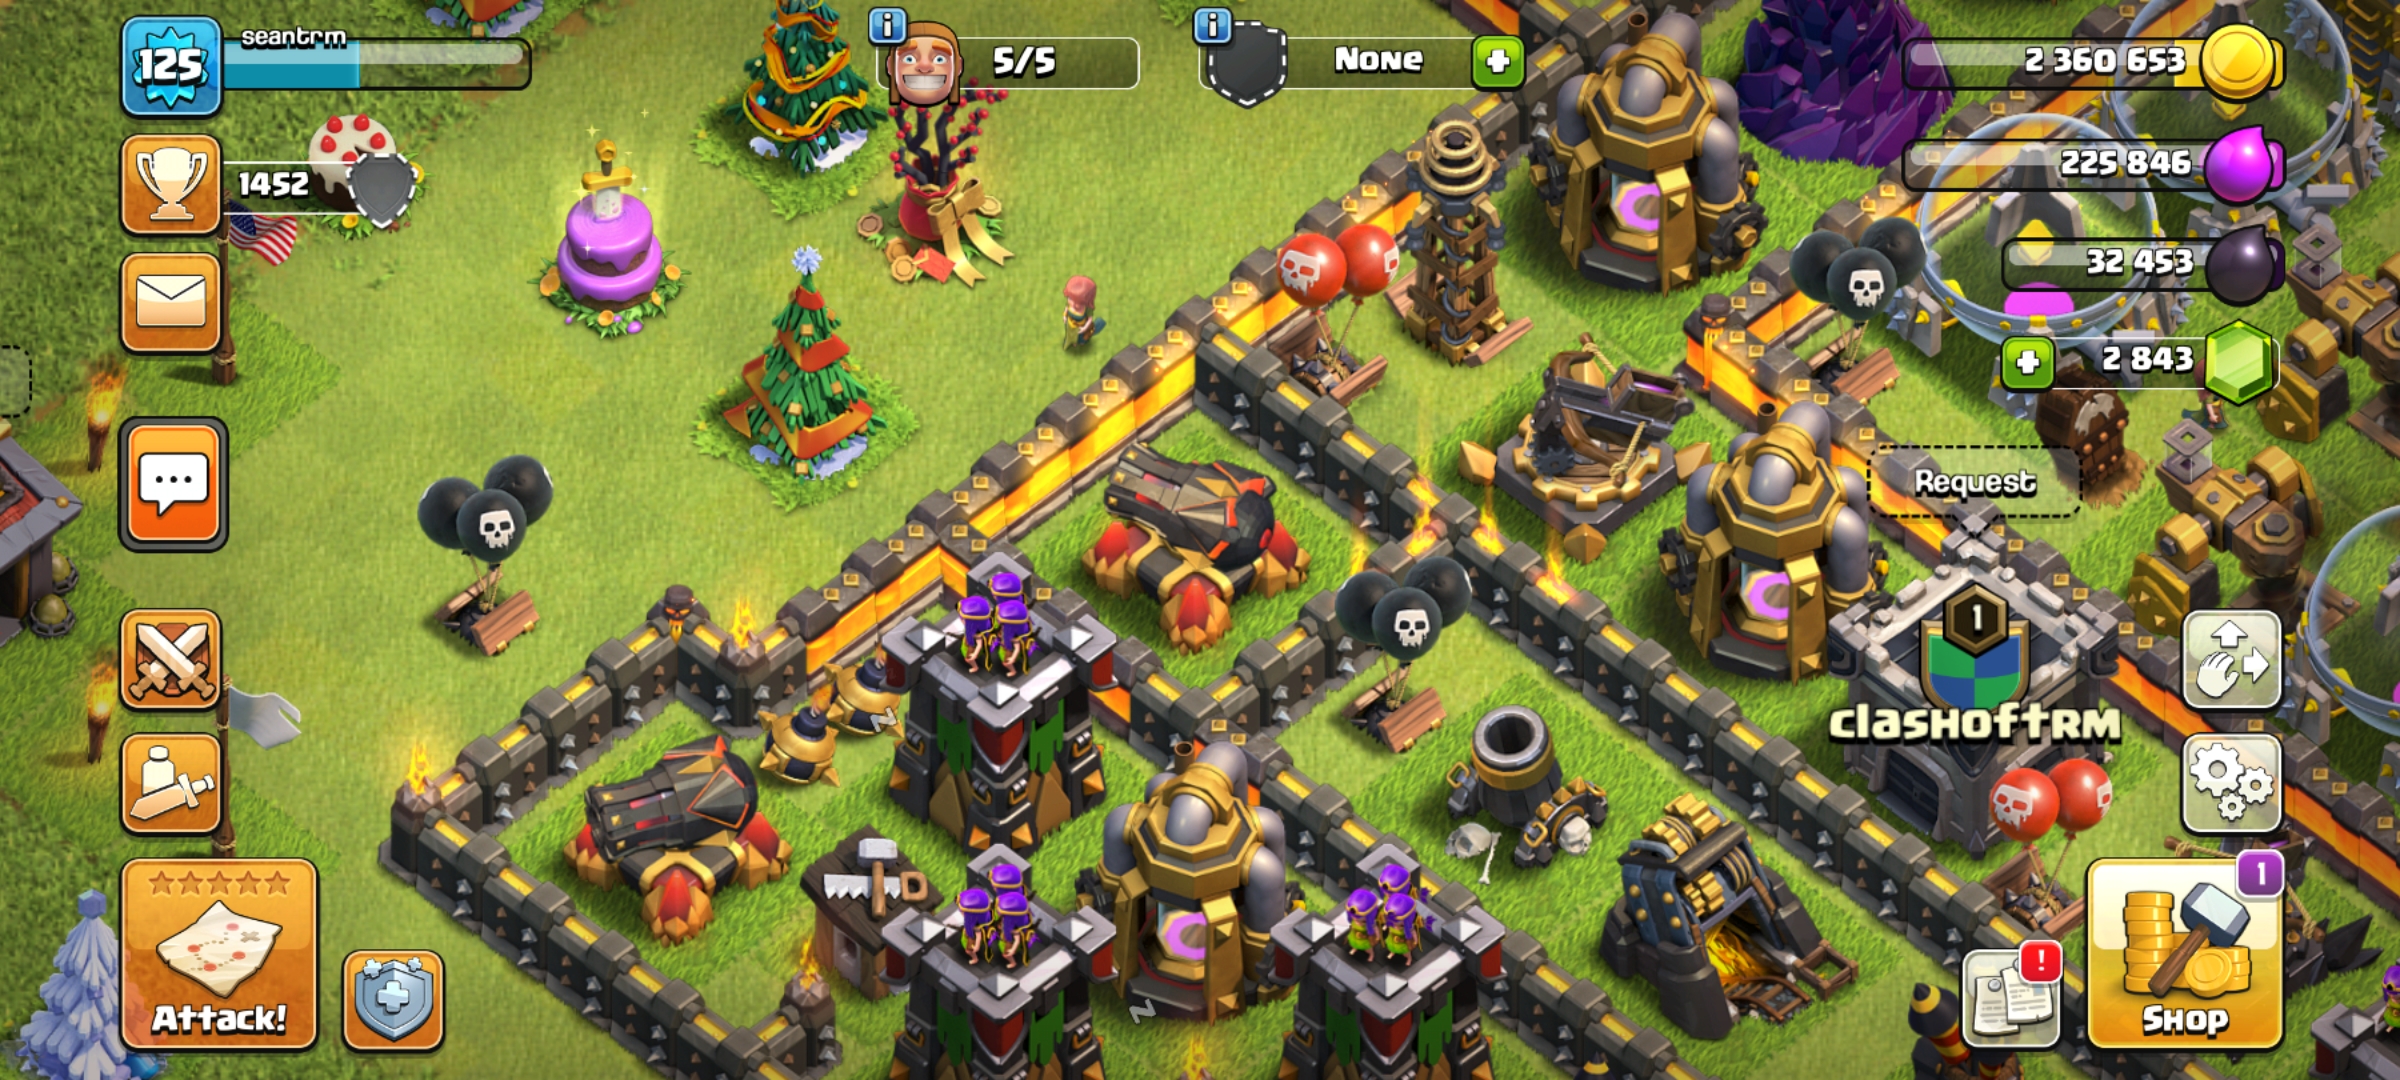 125
seantrm
5/5
None
2 360 653
1452
225 846
32 453
2 843
Request
1
clashoftRM
1
Attack!
!
Shop